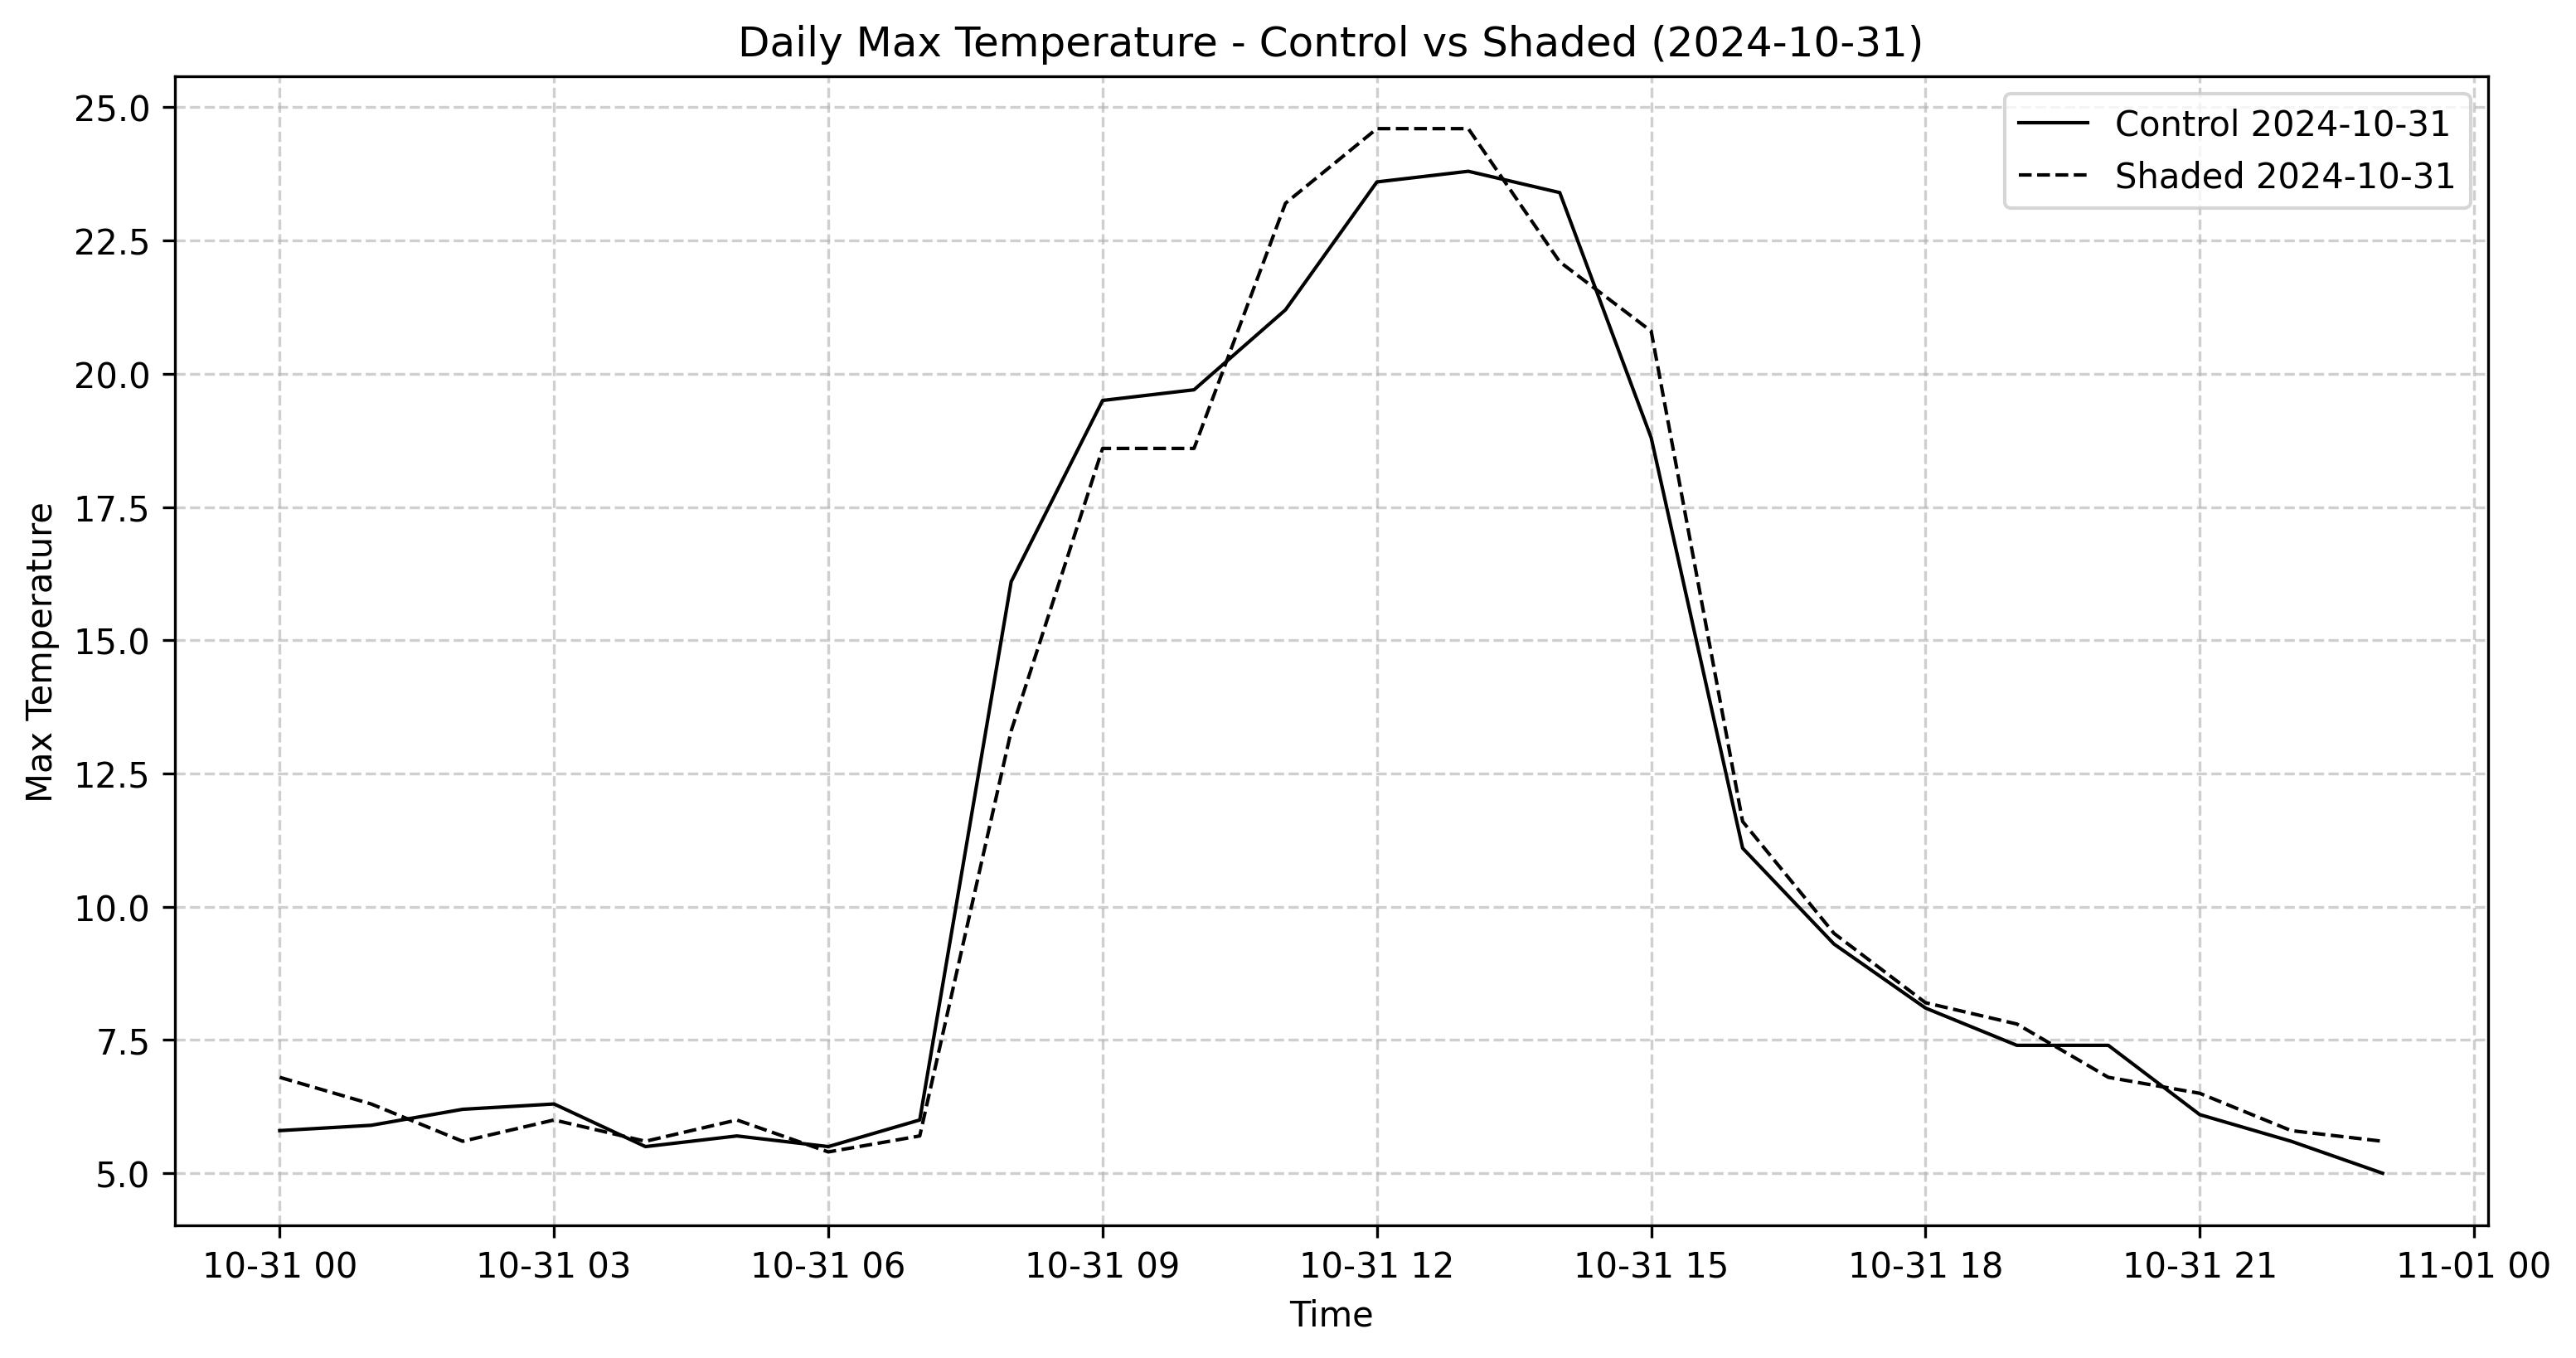 Daily Max Temperature - Control vs Shaded (2024-10-31)
Control 2024-10-31
Shaded 2024-10-31
Max Temperature
25.0
22.5
20.0
17.5
15.0
12.5
10.0
7.5
5.0
10-31 00 10-31 03 10-31 06 10-31 09 10-31 12 10-31 15 10-31 18 10-31 21 11-01 00
Time